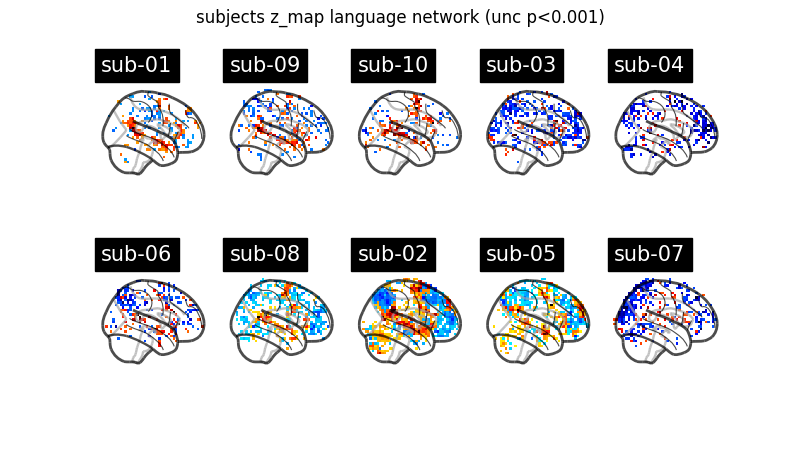 subjects z_map language network (unc p<0.001)
sub-01
sub-09
sub-10
sub-03
sub-04
sub-06
sub-08
sub-02
sub-05
sub-07